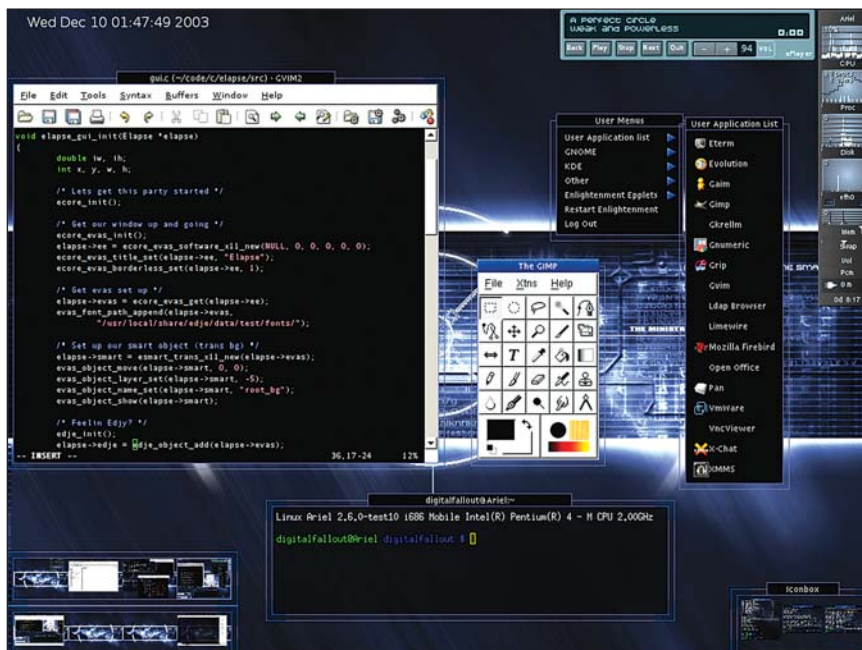 Wed Dec 10 01:47:49 2003
A PERFECT CIRCLE
WEAK AND POWERLESS
0:00
Back Play Stop Next Out - + 94 VOL
xPlayer
Ariel
CPU
Proc
Disk
eth0
Mem
Swap
Vol
Pcm
0 m
0d 8:17
gui.c (~/code/c/elapse/src) - GVIM2
File Edit Tools Syntax Buffers Window Help
void elapse_gui_init(Elapse *elapse)
{
double iw, ih;
int x, y, w, h;
/* Lets get this party started */
ecore_init();
/* Get our window up and going */
ecore_evas_init();
elapse->ee = ecore_evas_software_x11_new(NULL, 0, 0, 0, 0, 0);
ecore_evas_title_set(elapse->ee, "Elapse");
ecore_evas_borderless_set(elapse->ee, 1);
/* Get evas set up */
elapse->evas = ecore_evas_get(elapse->ee);
evas_font_path_append(elapse->evas,
"/usr/local/share/edje/data/test/fonts/");
/* Set up our smart object (trans bg) */
elapse->smart = esmart_trans_x11_new(elapse->evas);
evas_object_move(elapse->smart, 0, 0);
evas_object_layer_set(elapse->smart, -5);
evas_object_name_set(elapse->smart, "root_bg");
evas_object_show(elapse->smart);
/* Feelin Edjy? */
edje_init();
elapse->edje = edje_object_add(elapse->evas);
-- INSERT -- 36,17-24 12%
User Menus
User Application list
GNOME
KDE
Other
Enlightenment Epplets
Restart Enlightenment
Log Out
User Application List
Eterm
Evolution
Gaim
Gimp
Gkrellm
Gnumeric
Grip
Gvim
Ldap Browser
Limewire
Mozilla Firebird
Open Office
Pan
VmWare
VncViewer
X-Chat
XMMS
The GIMP
File Xtns Help
THE MINISTR
digitalfallout@Ariel:~
Linux Ariel 2.6.0-test10 i686 Mobile Intel(R) Pentium(R) 4 - M CPU 2.00GHz
digitalfallout@Ariel digitalfallout $
Iconbox